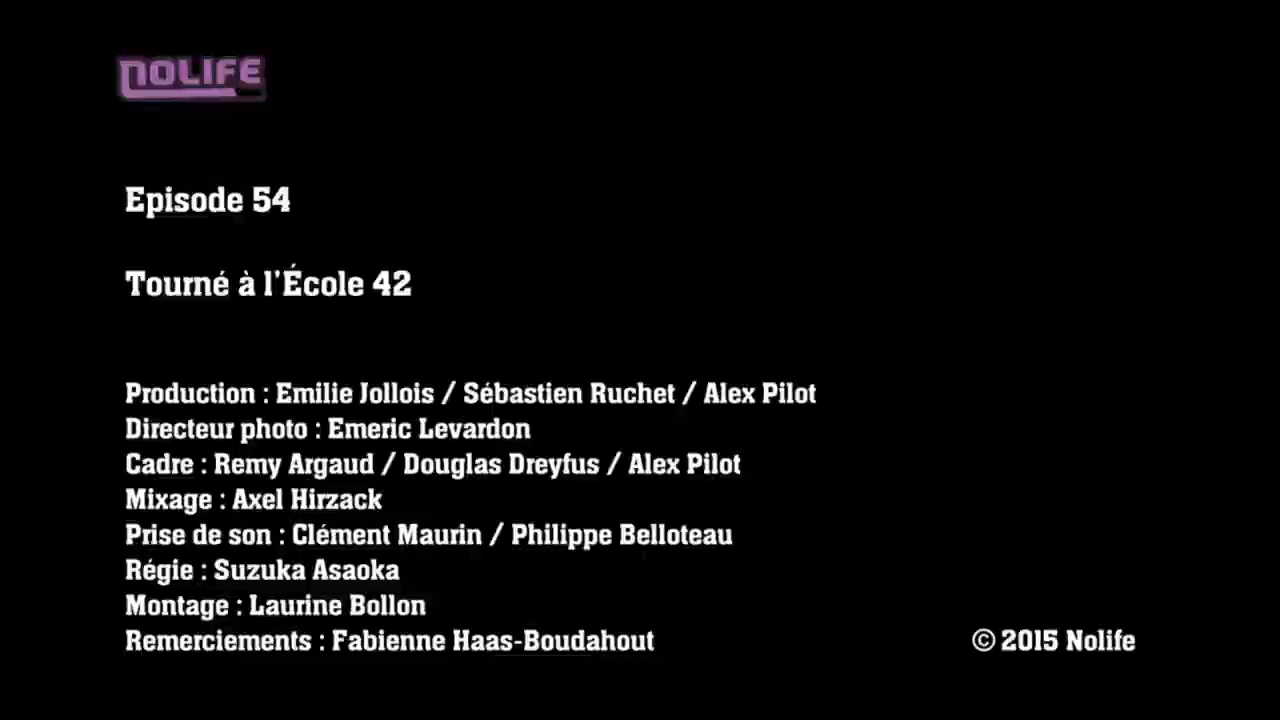 NOLIFE
Episode 54
Tourné à l'École 42
Production : Emilie Jollois / Sébastien Ruchet / Alex Pilot
Directeur photo : Emeric Levardon
Cadre : Remy Argaud / Douglas Dreyfus / Alex Pilot
Mixage : Axel Hirzack
Prise de son : Clément Maurin / Philippe Belloteau
Régie : Suzuka Asaoka
Montage : Laurine Bollon
Remerciements : Fabienne Haas-Boudahout
© 2015 Nolife